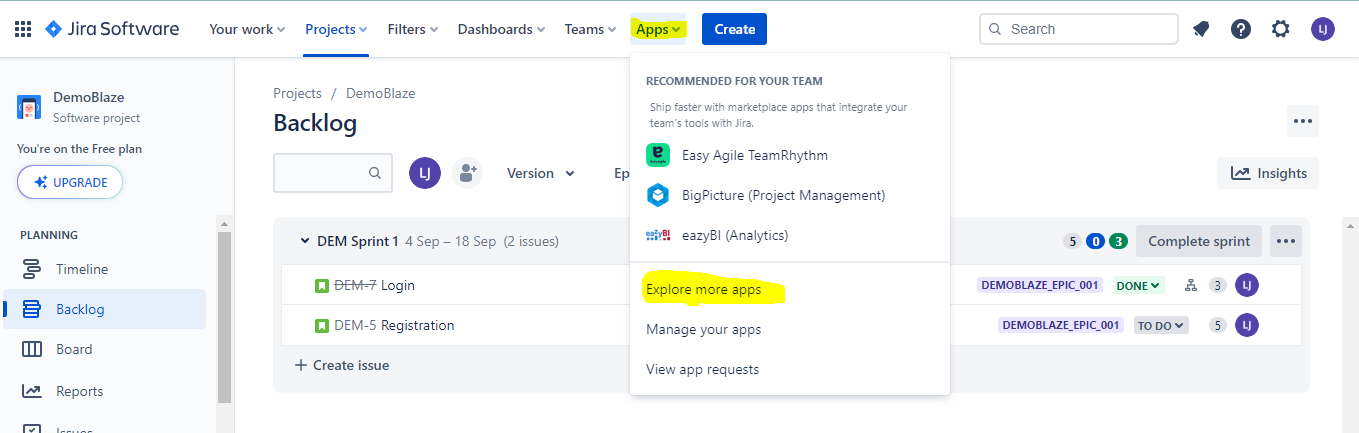 Jira Software Your work Projects Filters Dashboards Teams Apps Create Search LJ
RECOMMENDED FOR YOUR TEAM
Ship faster with marketplace apps that integrate your
team's tools with Jira.
Easy Agile TeamRhythm
BigPicture (Project Management)
eazyBI eazyBI (Analytics)
Explore more apps
Manage your apps
View app requests
DemoBlaze
Software project
You're on the Free plan
UPGRADE
PLANNING
Timeline
Backlog
Board
Reports
Issues
Projects / DemoBlaze
Backlog
LJ Version Ep Insights
DEM Sprint 1 4 Sep – 18 Sep (2 issues) 5 0 3 Complete sprint
DEM-7 Login DEMOBLAZE_EPIC_001 DONE 3 LJ
DEM-5 Registration DEMOBLAZE_EPIC_001 TO DO 5 LJ
+ Create issue